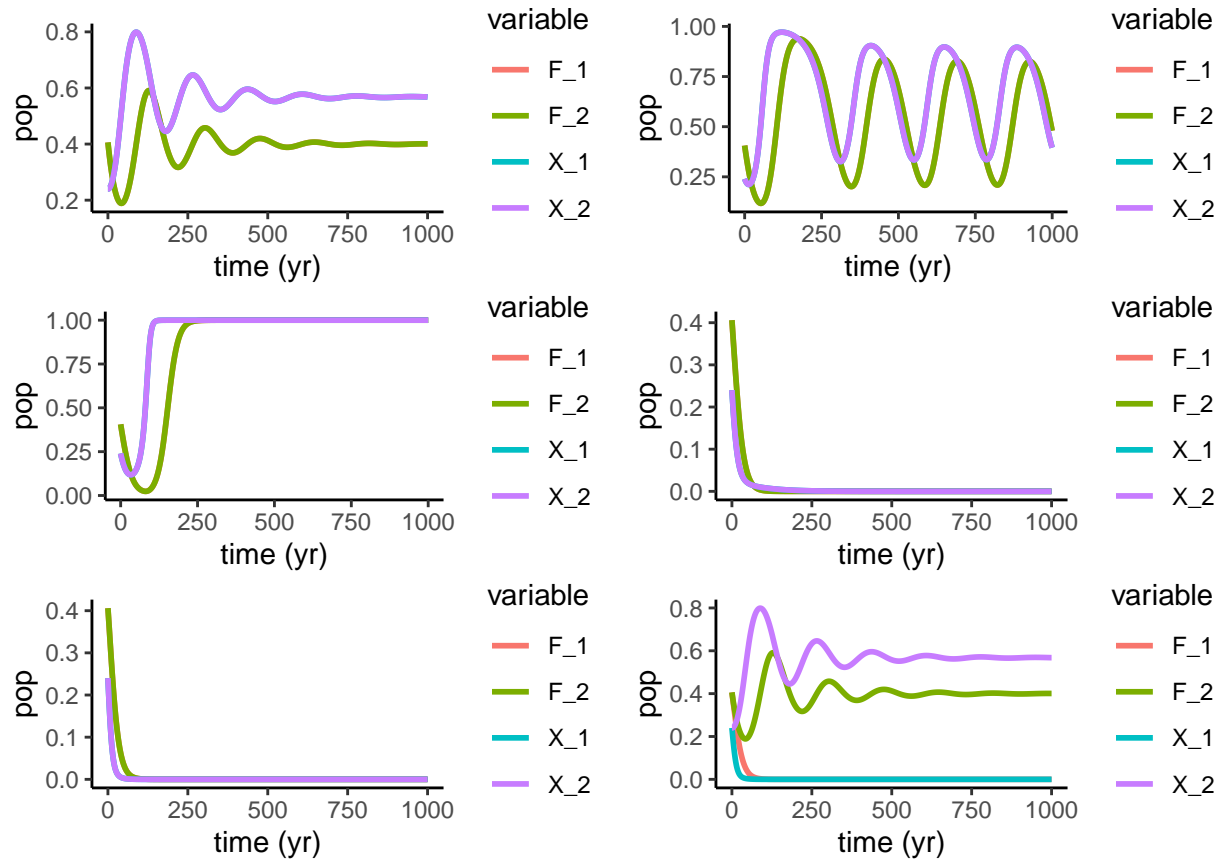 pop
0.8
0.6
0.4
0.2
0 250 500 750 1000
time (yr)
variable
F_1
F_2
X_1
X_2
pop
1.00
0.75
0.50
0.25
0 250 500 750 1000
time (yr)
variable
F_1
F_2
X_1
X_2
pop
1.00
0.75
0.50
0.25
0.00
0 250 500 750 1000
time (yr)
variable
F_1
F_2
X_1
X_2
pop
0.4
0.3
0.2
0.1
0.0
0 250 500 750 1000
time (yr)
variable
F_1
F_2
X_1
X_2
pop
0.4
0.3
0.2
0.1
0.0
0 250 500 750 1000
time (yr)
variable
F_1
F_2
X_1
X_2
pop
0.8
0.6
0.4
0.2
0.0
0 250 500 750 1000
time (yr)
variable
F_1
F_2
X_1
X_2